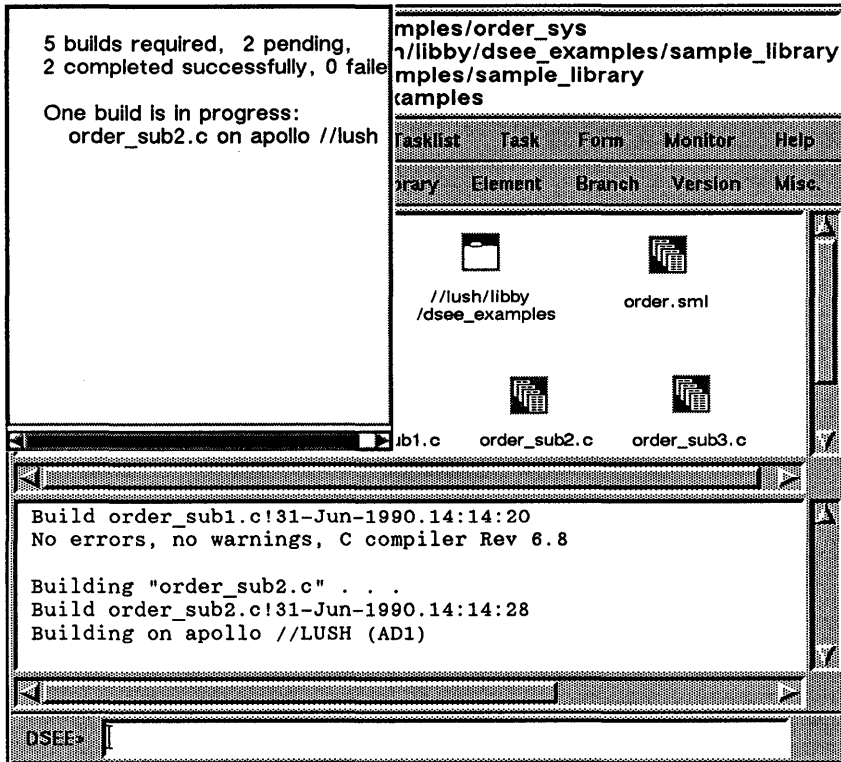 5 builds required, 2 pending,
2 completed successfully, 0 faile
One build is in progress:
order_sub2.c on apollo //lush
mples/order_sys
n/libby/dsee_examples/sample_library
mples/sample_library
xamples
Tasklist Task Form Monitor Help
brary Element Branch Version Misc.
//lush/libby
/dsee_examples
order.sml
ub1.c order_sub2.c order_sub3.c
Build order_sub1.c!31-Jun-1990.14:14:20
No errors, no warnings, C compiler Rev 6.8
Building "order_sub2.c" . . .
Build order_sub2.c!31-Jun-1990.14:14:28
Building on apollo //LUSH (AD1)
DSEE>